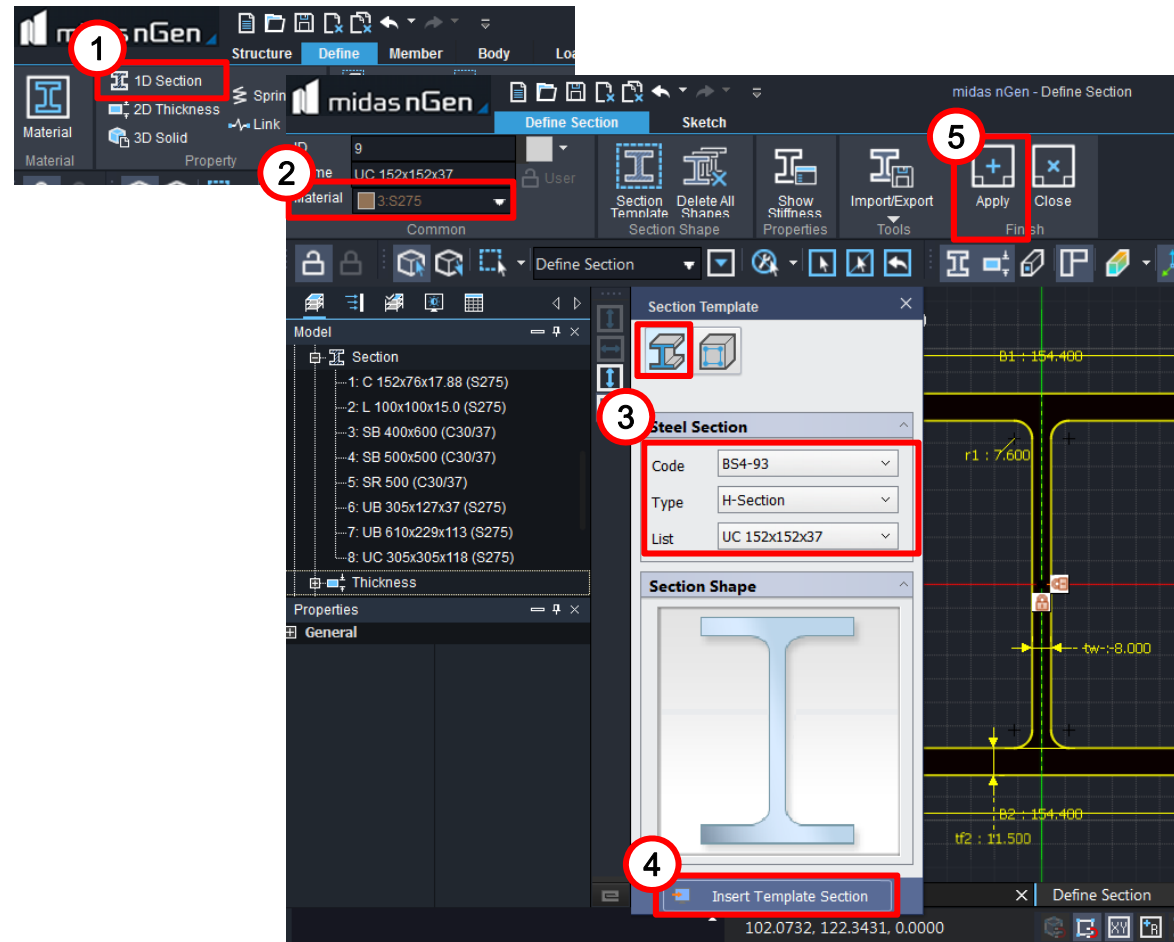 midas nGen
Structure Define Member Body
1
1D Section
2D Thickness
3D Solid
Link
Material
Material Property
midas nGen
midas nGen - Define Section
Define Section Sketch
5
9
2
UC 152x152x37
User
Material 3:S275
Common
Section Template
Delete All Shapes
Section Shape
Show Stiffness
Properties
Import/Export
Tools
Apply
Close
Finish
Define Section
Model
Section
1: C 152x76x17.88 (S275)
2: L 100x100x15.0 (S275)
3: SB 400x600 (C30/37)
4: SB 500x500 (C30/37)
5: SR 500 (C30/37)
6: UB 305x127x37 (S275)
7: UB 610x229x113 (S275)
8: UC 305x305x118 (S275)
Thickness
Properties
General
Section Template
3
Steel Section
Code BS4-93
Type H-Section
List UC 152x152x37
Section Shape
4
Insert Template Section
B1 : 154.400
r1 : 7.600
tw : 8.000
B2 : 154.400
tf2 : 11.500
Define Section
102.0732, 122.3431, 0.0000
XY
R